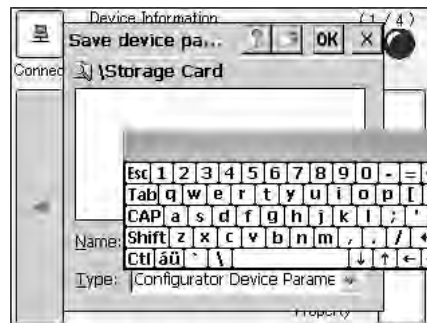 Device Information (1/4)
Save device pa... ? OK ×
Connec
\Storage Card
Esc 1 2 3 4 5 6 7 8 9 0 - =
Tab q w e r t y u i o p [
CAP a s d f g h j k l ; '
Name: Shift z x c v b n m , . /
Ctl áü ` \ ↓ ↑ ←
Type: Configurator Device Parame
Property